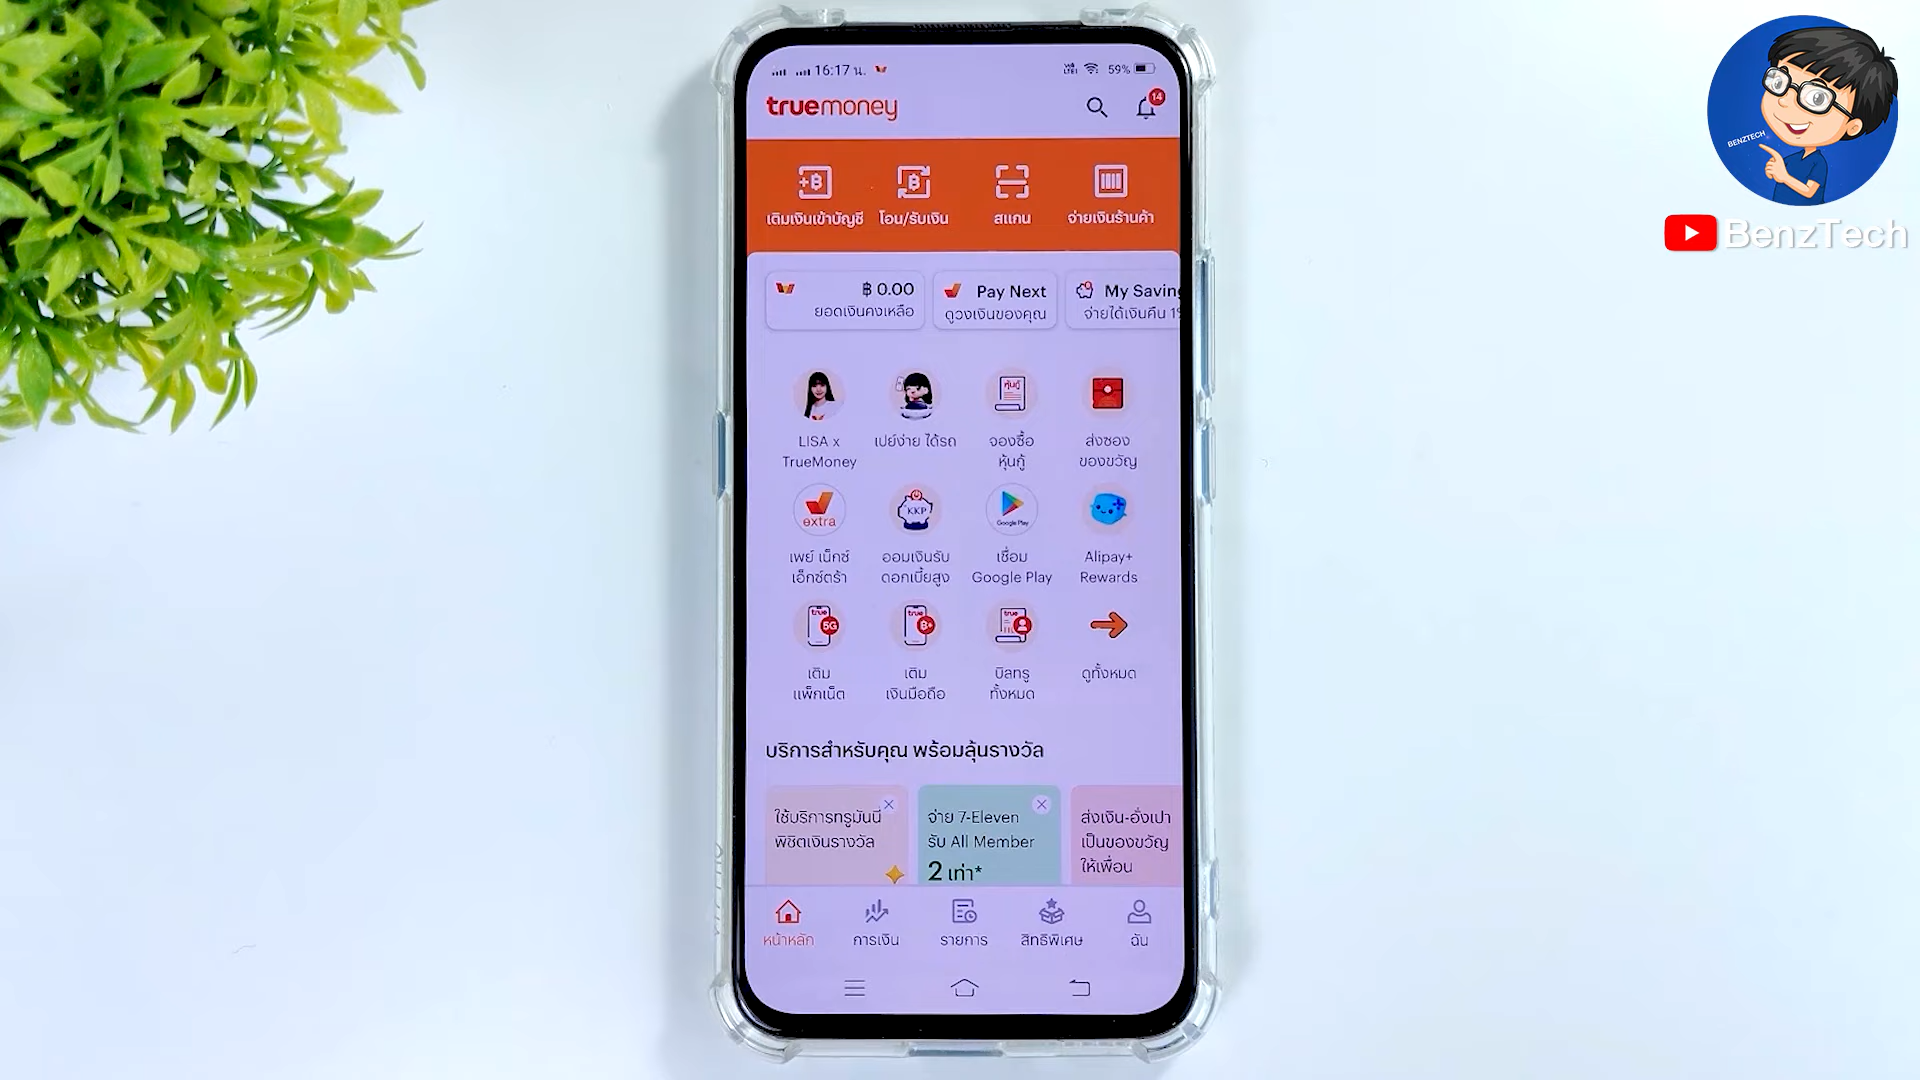 16:17 น.
VoD LTE1
59%
truemoney
14
เติมเงินเข้าบัญชี
โอน/รับเงิน
สแกน
จ่ายเงินร้านค้า
฿ 0.00
ยอดเงินคงเหลือ
Pay Next
ดูวงเงินของคุณ
My Saving
จ่ายได้เงินคืน 1%
หุ้นกู้
LISA x
TrueMoney
เปย์ง่าย ได้รถ
จองซื้อ
หุ้นกู้
ส่งซอง
ของขวัญ
extra
KKP
Google Play
เพย์ เน็กซ์
เอ็กซ์ตร้า
ออมเงินรับ
ดอกเบี้ยสูง
เชื่อม
Google Play
Alipay+
Rewards
true
5G
true
฿+
true
เติม
แพ็กเน็ต
เติม
เงินมือถือ
บิลทรู
ทั้งหมด
ดูทั้งหมด
บริการสำหรับคุณ พร้อมลุ้นรางวัล
ใช้บริการทรูมันนี่
พิชิตเงินรางวัล
จ่าย 7-Eleven
รับ All Member
2 เท่า*
ส่งเงิน-อั่งเปา
เป็นของขวัญ
ให้เพื่อน
หน้าหลัก
การเงิน
รายการ
สิทธิพิเศษ
ฉัน
BENZTECH
BenzTech